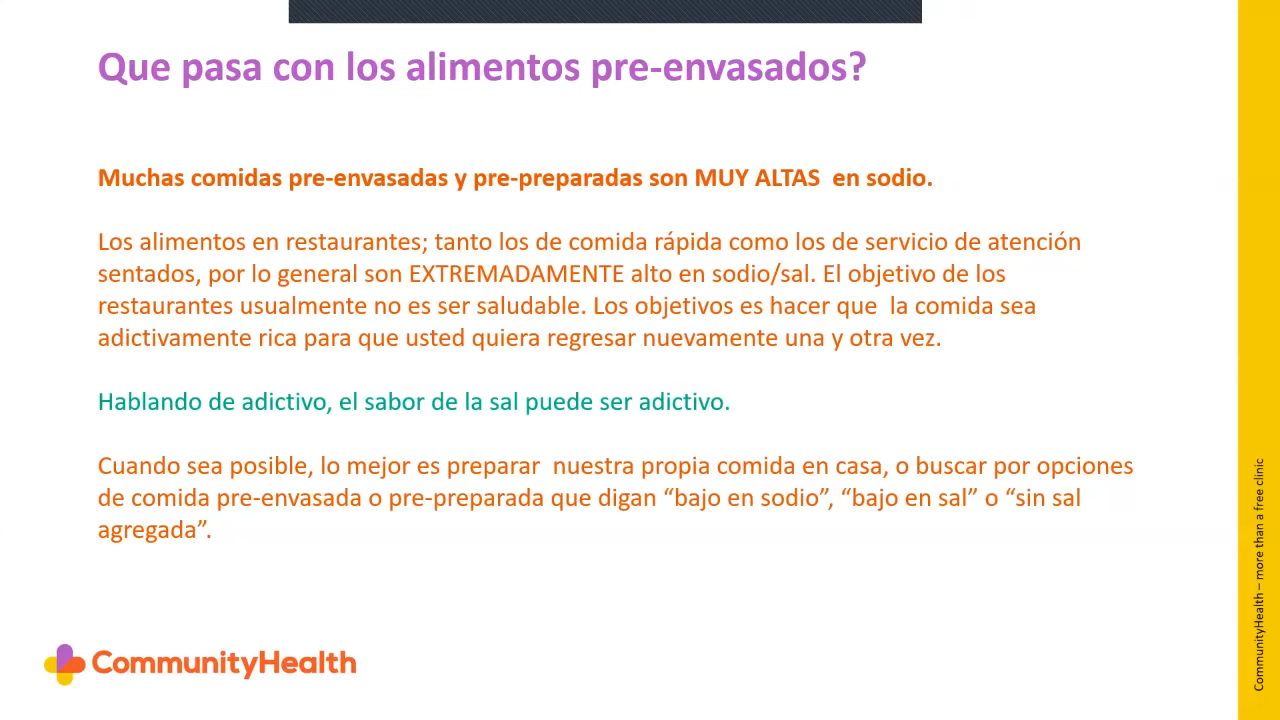 Que pasa con los alimentos pre-envasados?
Muchas comidas pre-envasadas y pre-preparadas son MUY ALTAS  en sodio.
Los alimentos en restaurantes; tanto los de comida rápida como los de servicio de atención
sentados, por lo general son EXTREMADAMENTE alto en sodio/sal. El objetivo de los
restaurantes usualmente no es ser saludable. Los objetivos es hacer que  la comida sea
adictivamente rica para que usted quiera regresar nuevamente una y otra vez.
Hablando de adictivo, el sabor de la sal puede ser adictivo.
Cuando sea posible, lo mejor es preparar  nuestra propia comida en casa, o buscar por opciones
de comida pre-envasada o pre-preparada que digan “bajo en sodio”, “bajo en sal” o “sin sal
agregada”.
CommunityHealth
CommunityHealth – more than a free clinic